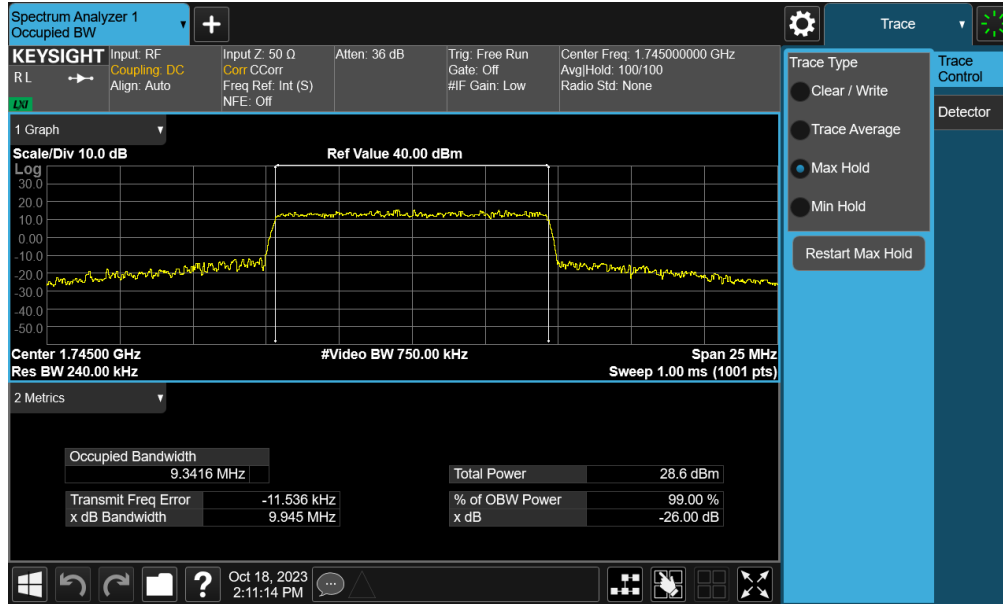 Spectrum Analyzer 1
Occupied BW
+
Trace
KEYSIGHT
R L
LXI
Input: RF
Coupling: DC
Align: Auto
Input Z: 50 Ω
Corr CCorr
Freq Ref: Int (S)
NFE: Off
Atten: 36 dB
Trig: Free Run
Gate: Off
#IF Gain: Low
Center Freq: 1.745000000 GHz
Avg|Hold: 100/100
Radio Std: None
Trace Type
Clear / Write
Trace Average
Max Hold
Min Hold
Restart Max Hold
Trace
Control
Detector
1 Graph
Scale/Div 10.0 dB
Ref Value 40.00 dBm
Log
30.0
20.0
10.0
0.00
-10.0
-20.0
-30.0
-40.0
-50.0
Center 1.74500 GHz
#Video BW 750.00 kHz
Span 25 MHz
Res BW 240.00 kHz
Sweep 1.00 ms (1001 pts)
2 Metrics
Occupied Bandwidth
9.3416 MHz
Total Power 28.6 dBm
Transmit Freq Error -11.536 kHz
% of OBW Power 99.00 %
x dB Bandwidth 9.945 MHz
x dB -26.00 dB
?
Oct 18, 2023
2:11:14 PM